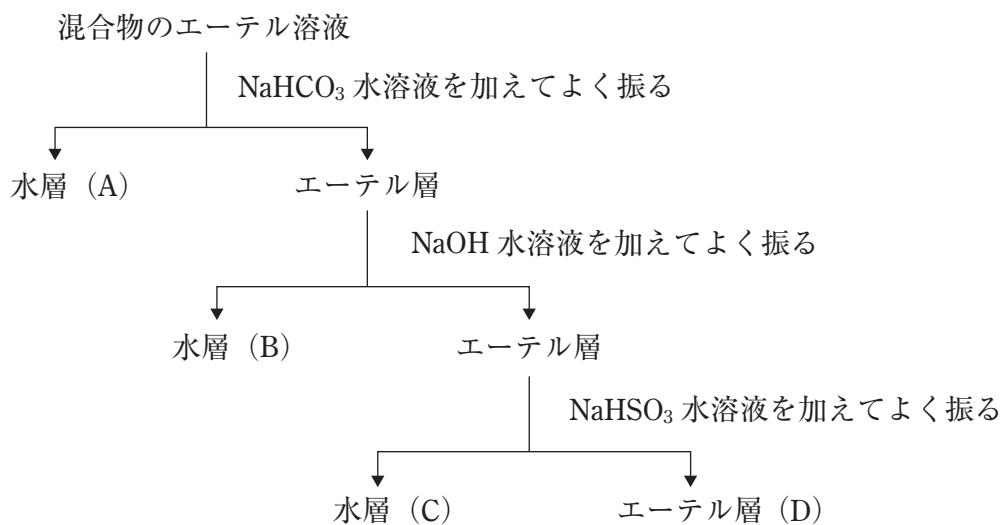 混合物のエーテル溶液
NaHCO₃ 水溶液を加えてよく振る
水層（A）
エーテル層
NaOH 水溶液を加えてよく振る
水層（B）
エーテル層
NaHSO₃ 水溶液を加えてよく振る
水層（C）
エーテル層（D）